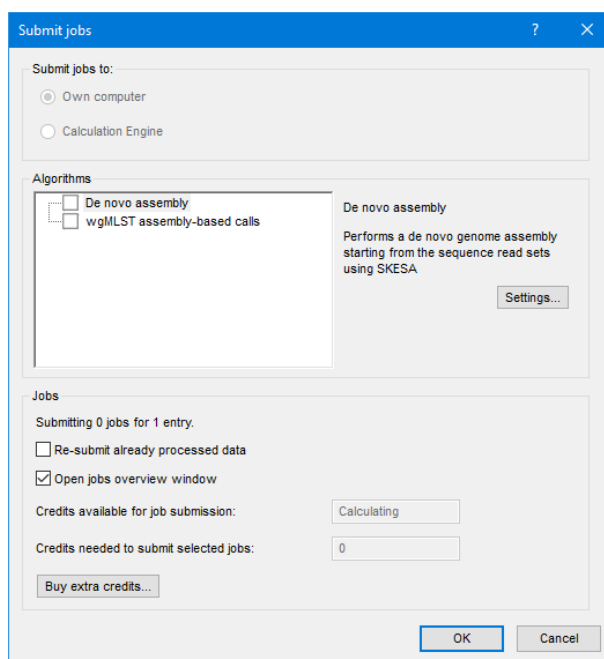 Submit jobs
?
Submit jobs to:
Own computer
Calculation Engine
Algorithms
De novo assembly
wgMLST assembly-based calls
De novo assembly
Performs a de novo genome assembly
starting from the sequence read sets
using SKESA
Settings...
Jobs
Submitting 0 jobs for 1 entry.
Re-submit already processed data
Open jobs overview window
Credits available for job submission:
Calculating
Credits needed to submit selected jobs:
0
Buy extra credits...
OK
Cancel